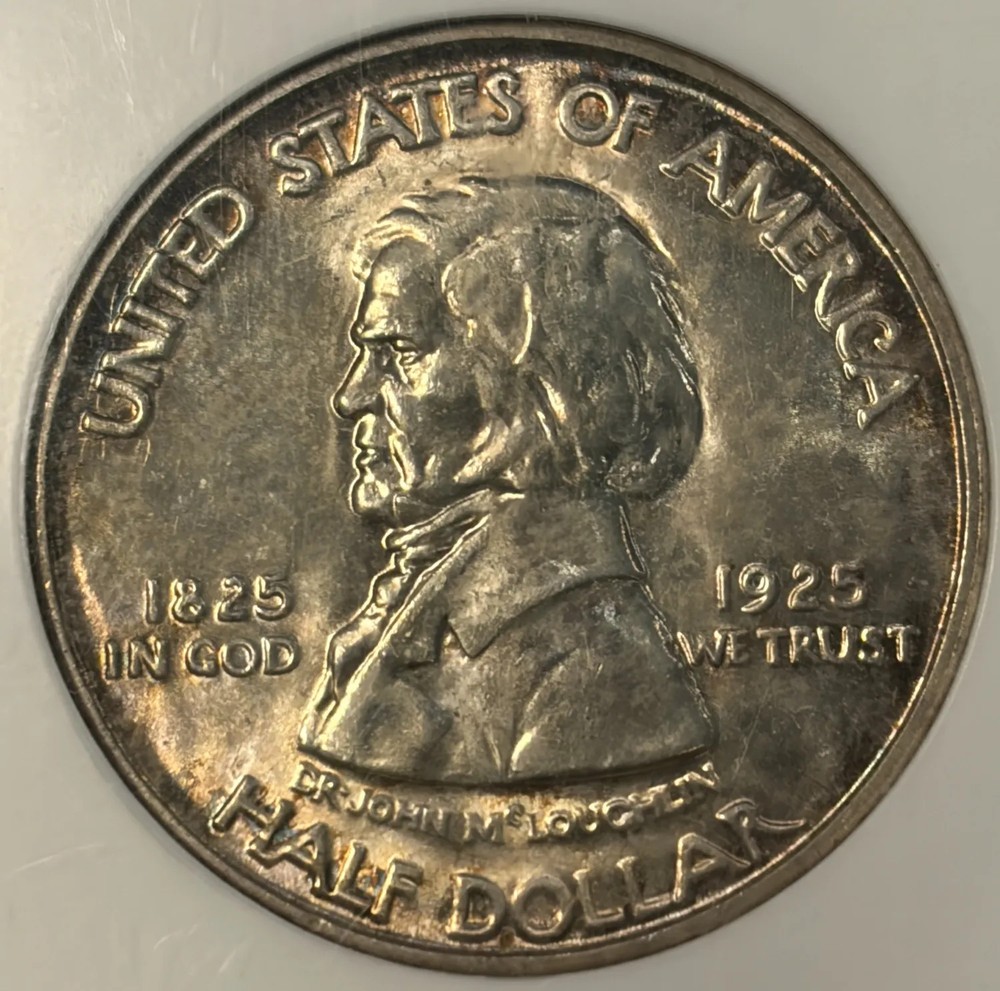 UNITED STATES OF AMERICA
1825
IN GOD
1925
WE TRUST
DR. JOHN McLOUGHLIN
HALF DOLLAR